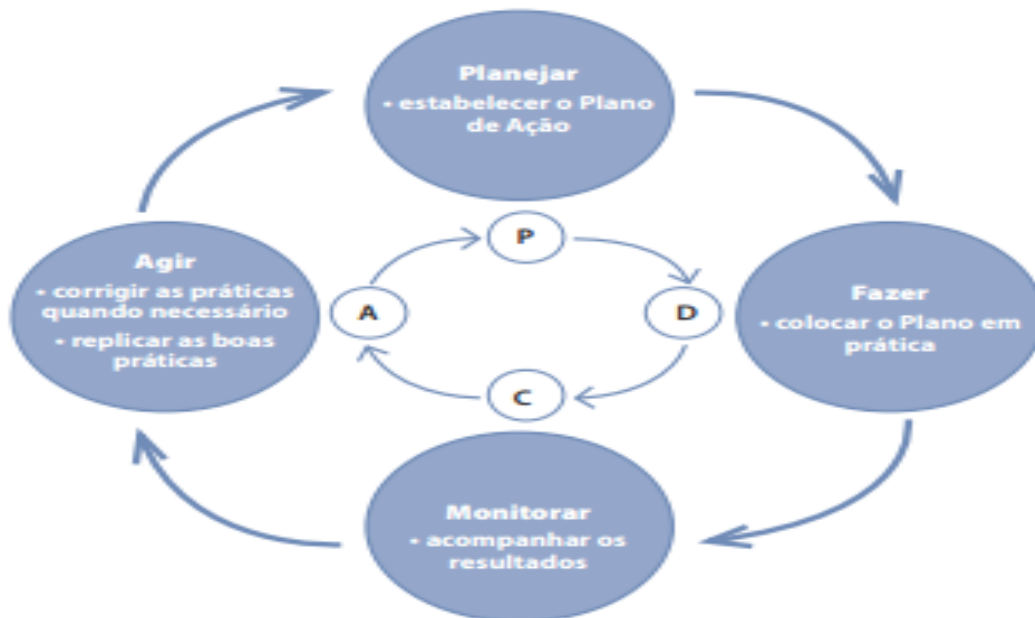 Planejar
• estabelecer o Plano
de Ação
P
Agir
• corrigir as práticas
quando necessário
• replicar as boas
práticas
A
D
Fazer
• colocar o Plano em
prática
C
Monitorar
• acompanhar os
resultados